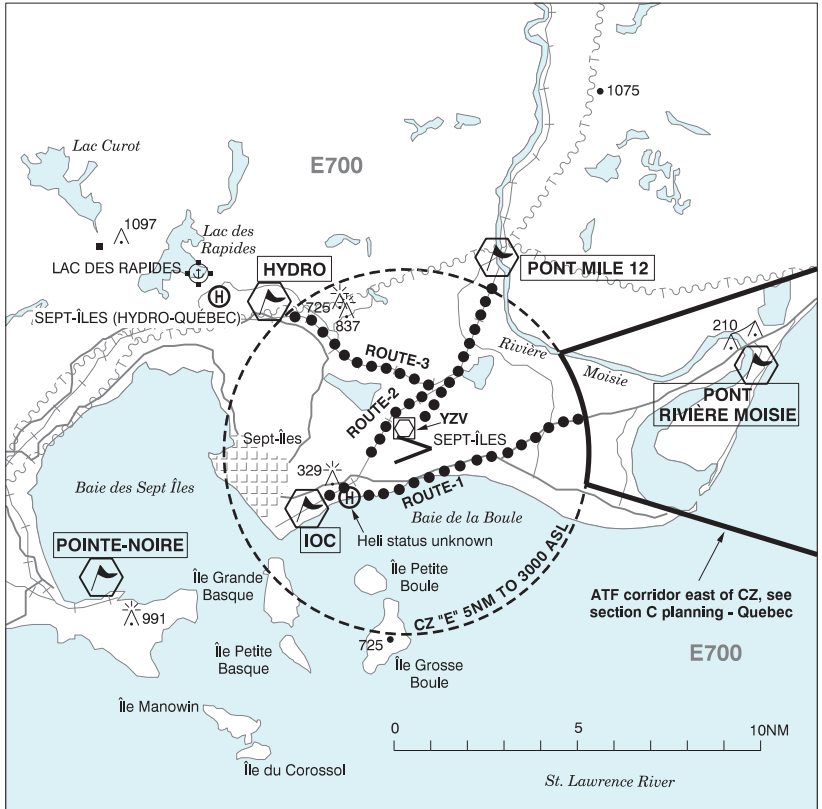 1075
Lac Curot
E700
1097
Lac des
Rapides
LAC DES RAPIDES
HYDRO
PONT MILE 12
H
SEPT-ÎLES (HYDRO-QUÉBEC)
725
837
210
ROUTE-3
Rivière
Moisie
PONT
RIVIÈRE MOISIE
ROUTE-2
YZV
SEPT-ÎLES
Sept-Îles
329
H
ROUTE-1
Baie des Sept Îles
Baie de la Boule
IOC
Heli status unknown
POINTE-NOIRE
Île Grande
Basque
Île Petite
Boule
CZ "E" 5NM TO 3000 ASL
ATF corridor east of CZ, see
section C planning - Quebec
991
725
E700
Île Petite
Basque
Île Grosse
Boule
Île Manowin
0 5 10NM
Île du Corossol
St. Lawrence River